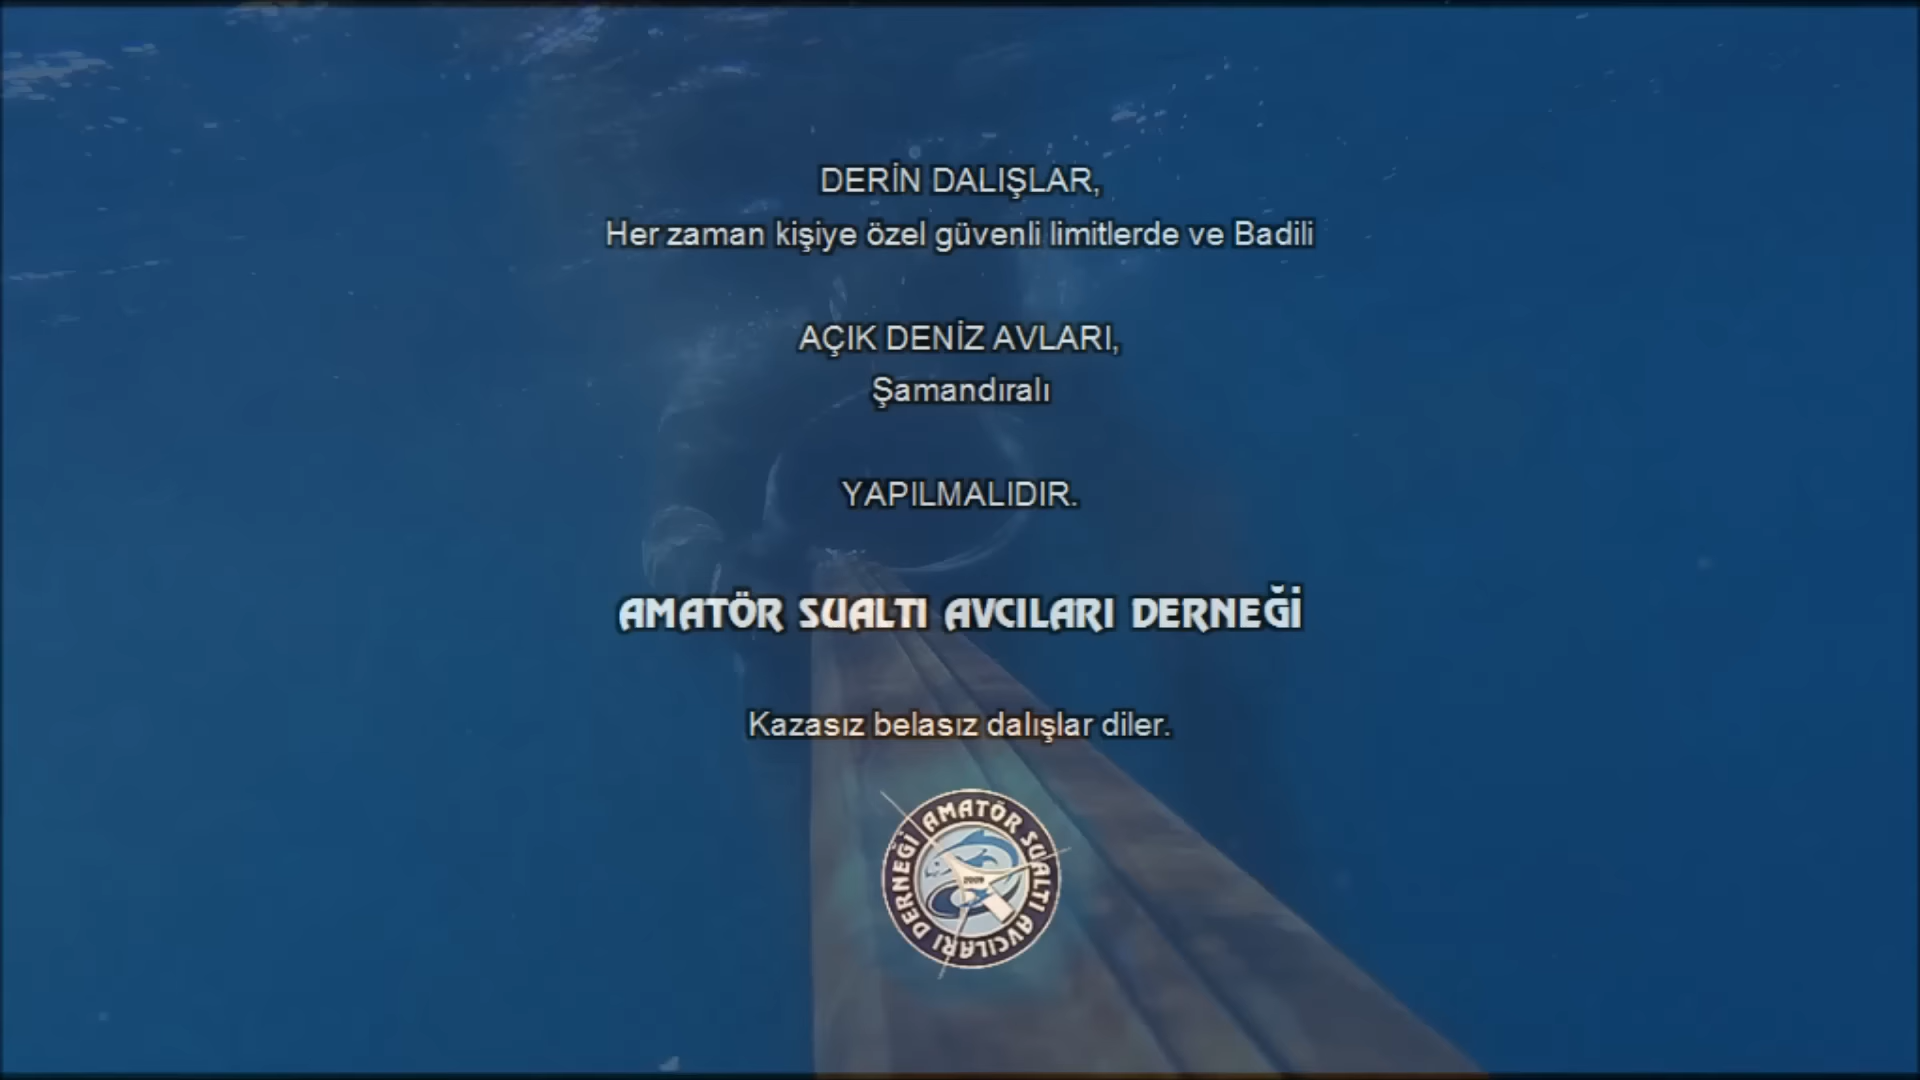 DERİN DALIŞLAR,
Her zaman kişiye özel güvenli limitlerde ve Badili
AÇIK DENİZ AVLARI,
Şamandıralı
YAPILMALIDIR.
AMATÖR SUALTI AVCILARI DERNEĞİ
Kazasız belasız dalışlar diler.
AMATÖR SUALTI AVCILARI DERNEĞİ
2009